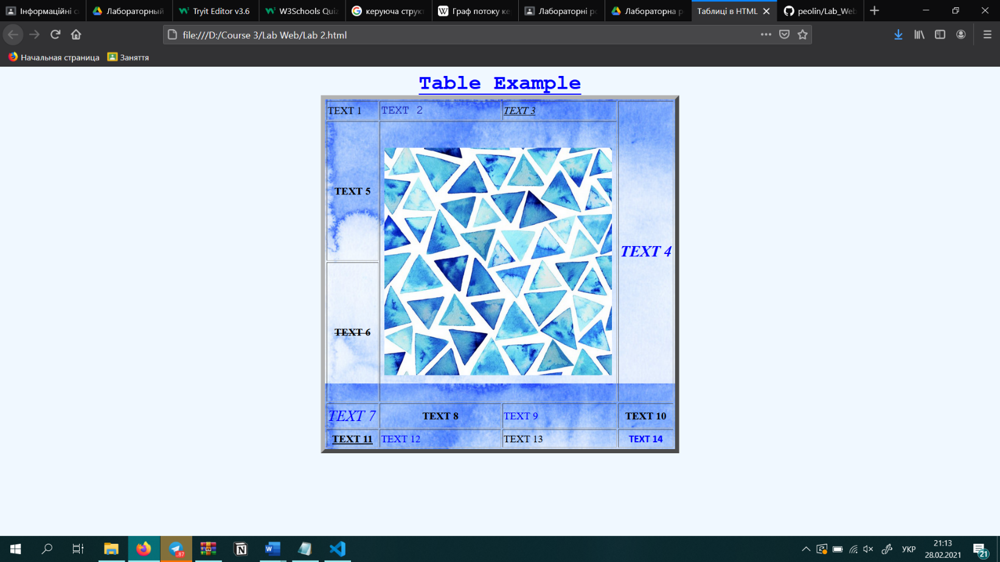 Інформаційні с
Лабораторный
Tryit Editor v3.6
W3Schools Quiz
керуюча структ
Граф потоку ке
Лабораторні ро
Лабораторна р
Таблиці в HTML
peolin/Lab_Web
file:///D:/Course 3/Lab Web/Lab 2.html
Начальная страница
Заняття
Table Example
TEXT 1
TEXT 2
TEXT 3
TEXT 4
TEXT 5
TEXT 6
TEXT 7
TEXT 8
TEXT 9
TEXT 10
TEXT 11
TEXT 12
TEXT 13
TEXT 14
..87
УКР
21:13
28.02.2021
21